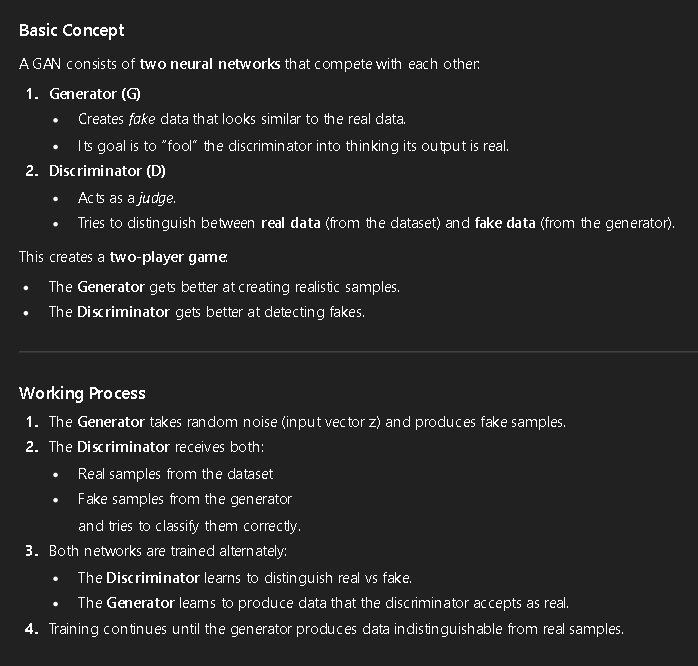 Basic Concept
A GAN consists of two neural networks that compete with each other:
1. Generator (G)
• Creates fake data that looks similar to the real data.
• Its goal is to "fool" the discriminator into thinking its output is real.
2. Discriminator (D)
• Acts as a judge.
• Tries to distinguish between real data (from the dataset) and fake data (from the generator).
This creates a two-player game:
• The Generator gets better at creating realistic samples.
• The Discriminator gets better at detecting fakes.
Working Process
1. The Generator takes random noise (input vector z) and produces fake samples.
2. The Discriminator receives both:
• Real samples from the dataset
• Fake samples from the generator
and tries to classify them correctly.
3. Both networks are trained alternately:
• The Discriminator learns to distinguish real vs fake.
• The Generator learns to produce data that the discriminator accepts as real.
4. Training continues until the generator produces data indistinguishable from real samples.